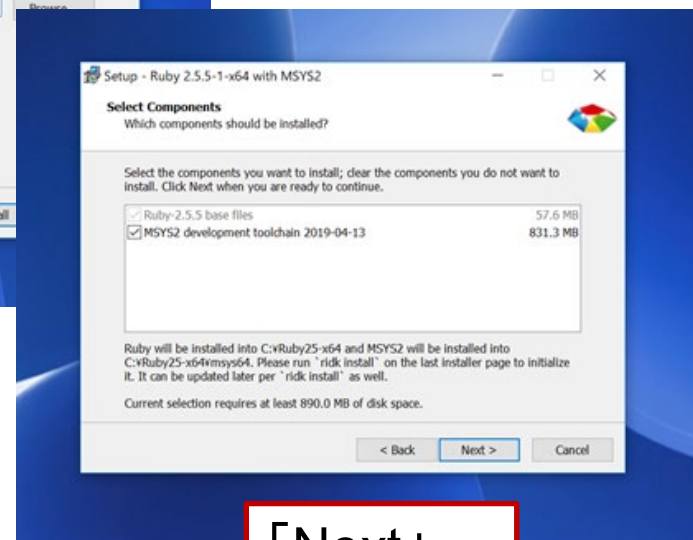 Browse
all
Setup - Ruby 2.5.5-1-x64 with MSYS2
Select Components
Which components should be installed?
Select the components you want to install; clear the components you do not want to
install. Click Next when you are ready to continue.
Ruby-2.5.5 base files 57.6 MB
MSYS2 development toolchain 2019-04-13 831.3 MB
Ruby will be installed into C:¥Ruby25-x64 and MSYS2 will be installed into
C:¥Ruby25-x64¥msys64. Please run `ridk install` on the last installer page to initialize
it. It can be updated later per `ridk install` as well.
Current selection requires at least 890.0 MB of disk space.
< Back Next > Cancel
「Next」